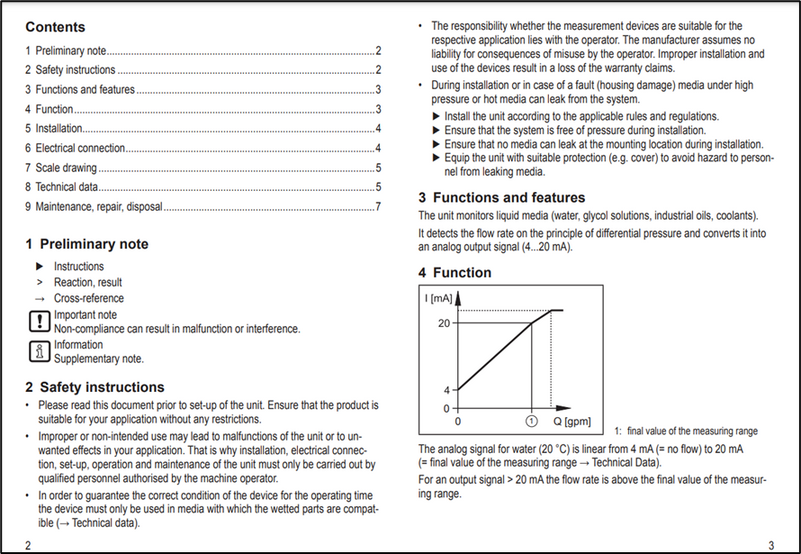 Contents
1 Preliminary note....................................................................................................2
2 Safety instructions ................................................................................................2
3 Functions and features .........................................................................................3
4 Function................................................................................................................3
5 Installation.............................................................................................................4
6 Electrical connection.............................................................................................4
7 Scale drawing .......................................................................................................5
8 Technical data.......................................................................................................5
9 Maintenance, repair, disposal ...............................................................................7
1 Preliminary note
▶ Instructions
> Reaction, result
→ Cross-reference
Important note
Non-compliance can result in malfunction or interference.
Information
Supplementary note.
2 Safety instructions
• Please read this document prior to set-up of the unit. Ensure that the product is
suitable for your application without any restrictions.
• Improper or non-intended use may lead to malfunctions of the unit or to un-
wanted effects in your application. That is why installation, electrical connec-
tion, set-up, operation and maintenance of the unit must only be carried out by
qualified personnel authorised by the machine operator.
• In order to guarantee the correct condition of the device for the operating time
the device must only be used in media with which the wetted parts are compat-
ible (→ Technical data).
2
• The responsibility whether the measurement devices are suitable for the
respective application lies with the operator. The manufacturer assumes no
liability for consequences of misuse by the operator. Improper installation and
use of the devices result in a loss of the warranty claims.
• During installation or in case of a fault (housing damage) media under high
pressure or hot media can leak from the system.
▶ Install the unit according to the applicable rules and regulations.
▶ Ensure that the system is free of pressure during installation.
▶ Ensure that no media can leak at the mounting location during installation.
▶ Equip the unit with suitable protection (e.g. cover) to avoid hazard to person-
nel from leaking media.
3 Functions and features
The unit monitors liquid media (water, glycol solutions, industrial oils, coolants).
It detects the flow rate on the principle of differential pressure and converts it into
an analog output signal (4...20 mA).
4 Function
I [mA]
20
4
0
0 1 Q [gpm]
1: final value of the measuring range
The analog signal for water (20 °C) is linear from 4 mA (= no flow) to 20 mA
(= final value of the measuring range → Technical Data).
For an output signal > 20 mA the flow rate is above the final value of the measur-
ing range.
3